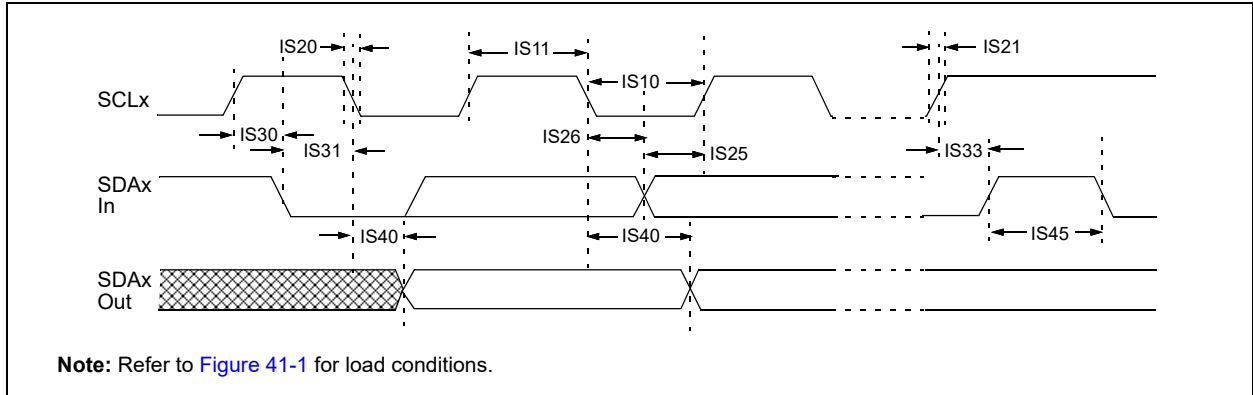 IS20 IS11 IS21
IS10
SCLx
IS30 IS26 IS33
IS31 IS25
SDAx
In
IS40 IS40 IS45
SDAx
Out
Note: Refer to Figure 41-1 for load conditions.